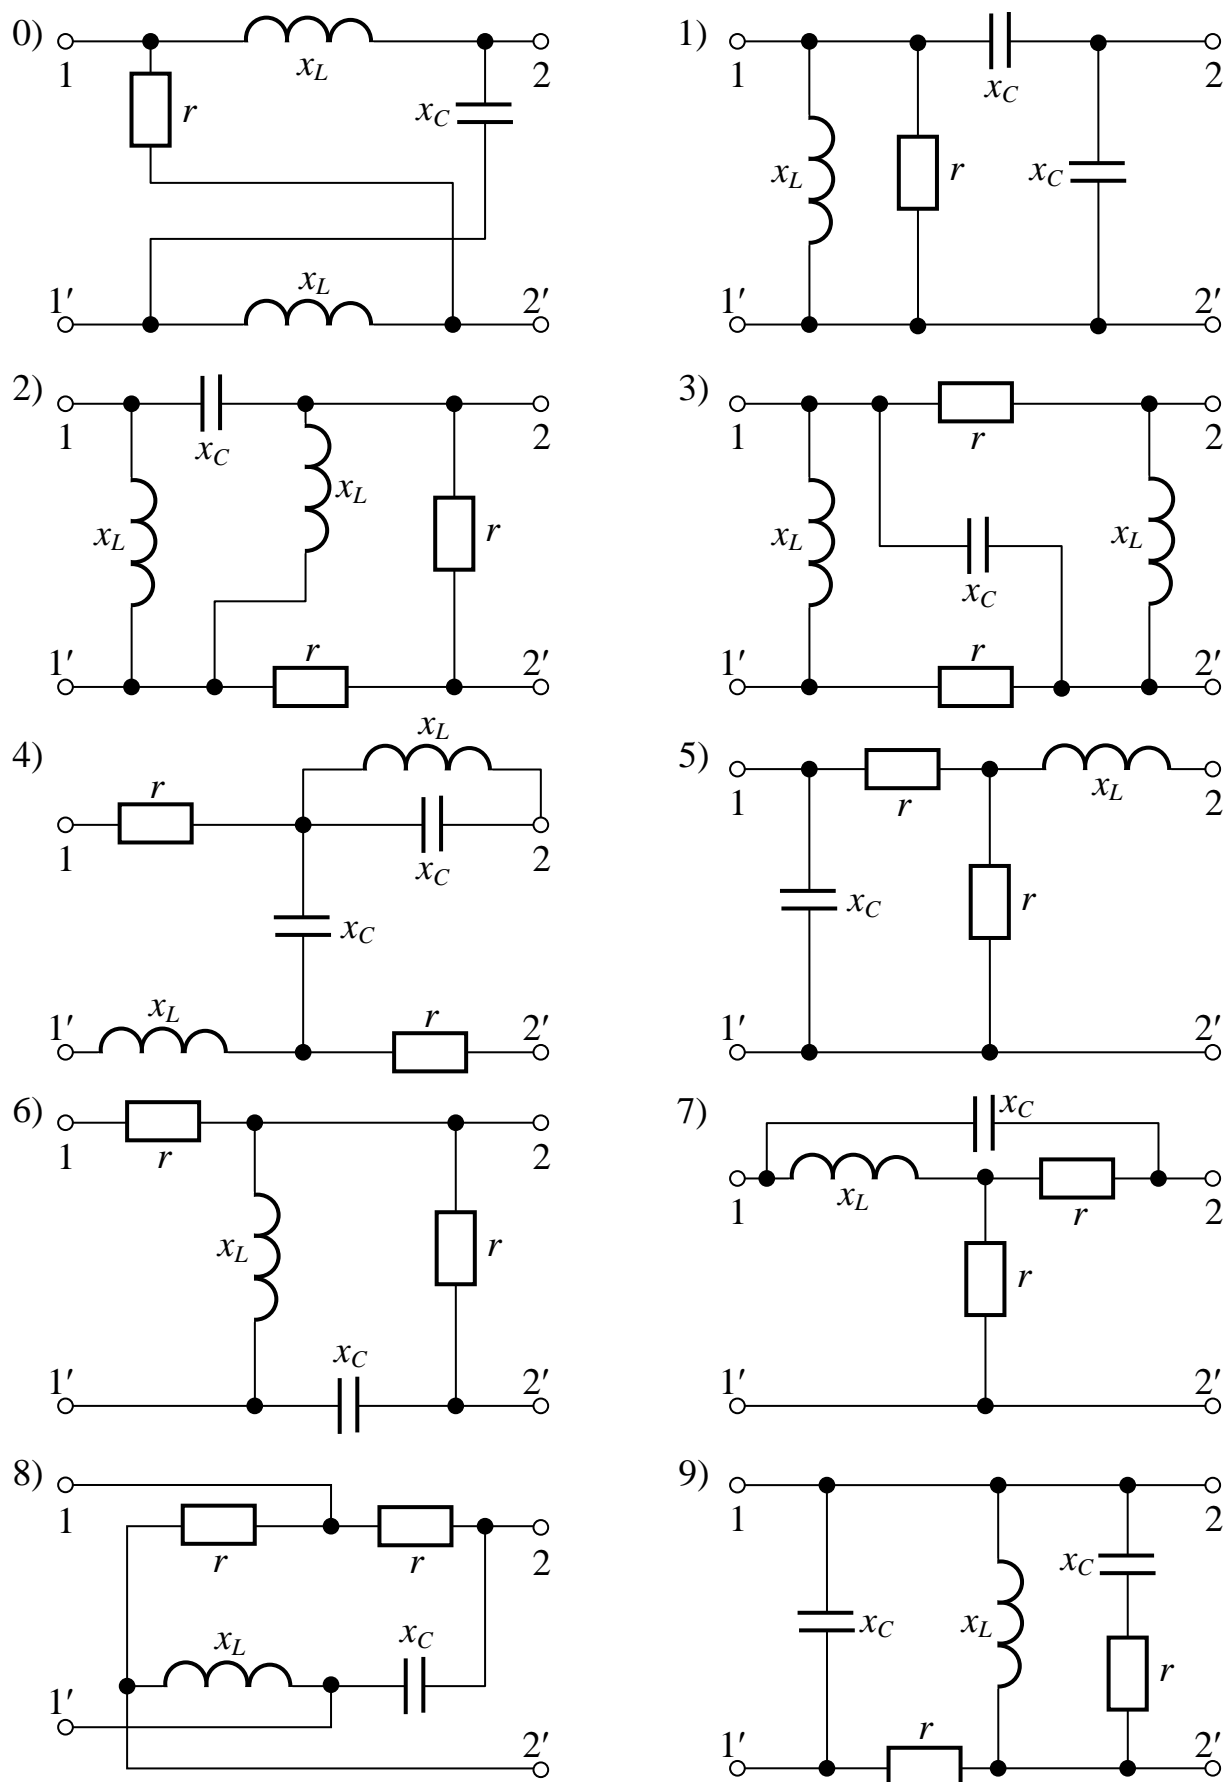 0)
x_L
1
2
r
x_C
x_L
1′
2′
1)
x_C
1
2
x_L
r
x_C
1′
2′
2)
1
x_C
2
x_L
x_L
r
r
1′
2′
3)
1
r
2
x_L
x_L
x_C
r
1′
2′
4)
x_L
r
1
x_C
2
x_C
x_L
1′
r
2′
5)
1
r
x_L
2
x_C
r
1′
2′
6)
1
r
2
x_L
r
x_C
1′
2′
7)
x_C
1
x_L
r
2
r
1′
2′
8)
1
r
r
2
x_L
x_C
1′
2′
9)
1
2
x_C
x_C
x_L
r
r
1′
2′